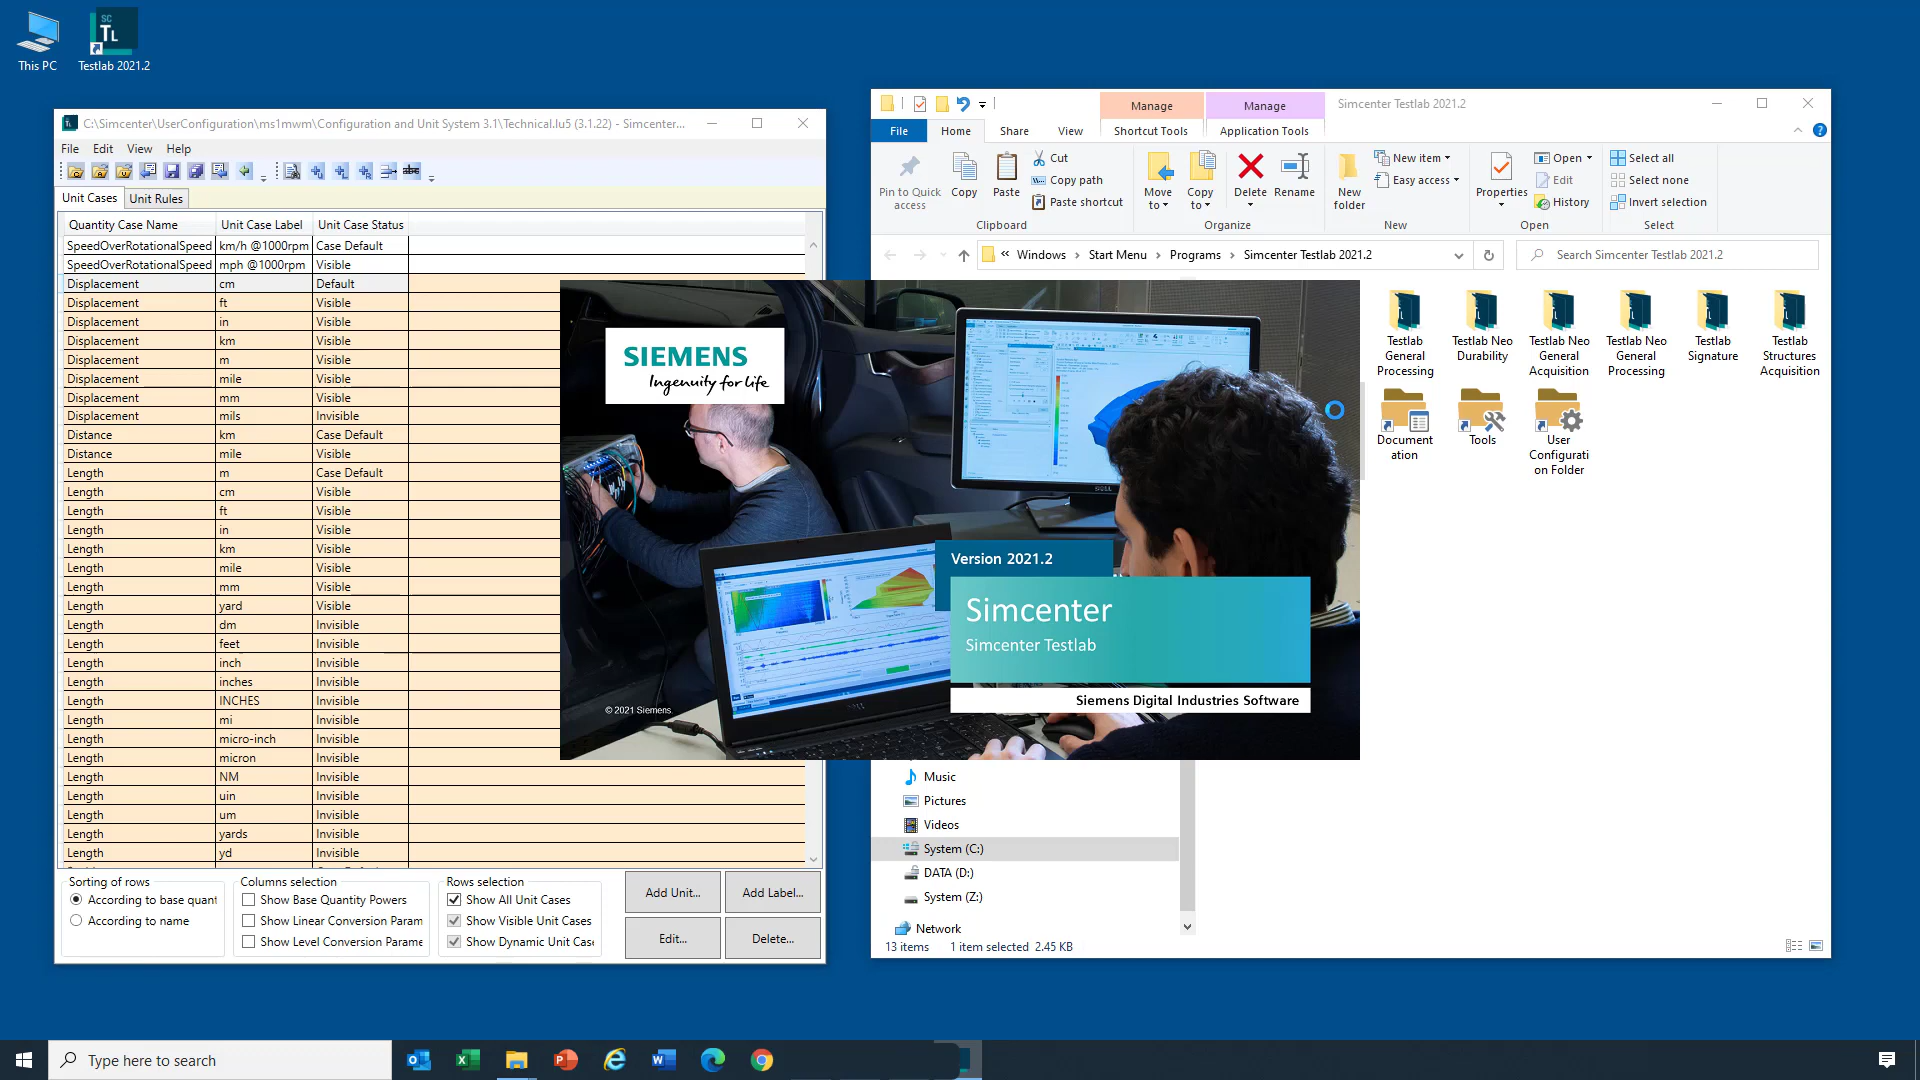 This PC
Testlab 2021.2
C:\Simcenter\UserConfiguration\ms1mwm\Configuration and Unit System 3.1\Technical.lu5 (3.1.22) - Simcenter...
File Edit View Help
Unit Cases Unit Rules
Quantity Case Name Unit Case Label Unit Case Status
SpeedOverRotationalSpeed km/h @1000rpm Case Default
SpeedOverRotationalSpeed mph @1000rpm Visible
Displacement cm Default
Displacement ft Visible
Displacement in Visible
Displacement km Visible
Displacement m Visible
Displacement mile Visible
Displacement mm Visible
Displacement mils Invisible
Distance km Case Default
Distance mile Visible
Length m Case Default
Length cm Visible
Length ft Visible
Length in Visible
Length km Visible
Length mile Visible
Length mm Visible
Length yard Visible
Length dm Invisible
Length feet Invisible
Length inch Invisible
Length inches Invisible
Length INCHES Invisible
Length mi Invisible
Length micro-inch Invisible
Length micron Invisible
Length NM Invisible
Length uin Invisible
Length um Invisible
Length yards Invisible
Length yd Invisible
Sorting of rows
According to base quant
According to name
Columns selection
Show Base Quantity Powers
Show Linear Conversion Param
Show Level Conversion Parame
Rows selection
Show All Unit Cases
Show Visible Unit Cases
Show Dynamic Unit Case
Add Unit... Add Label...
Edit... Delete...
Manage Manage Simcenter Testlab 2021.2
File Home Share View Shortcut Tools Application Tools
Pin to Quick access
Copy
Paste
Cut
Copy path
Paste shortcut
Clipboard
Move to
Copy to
Delete
Rename
Organize
New folder
New item
Easy access
New
Properties
Open
Edit
History
Open
Select all
Select none
Invert selection
Select
« Windows › Start Menu › Programs › Simcenter Testlab 2021.2
Search Simcenter Testlab 2021.2
Testlab General Processing
Testlab Neo Durability
Testlab Neo General Acquisition
Testlab Neo General Processing
Testlab Signature
Testlab Structures Acquisition
Document
ation
Tools
User
Configurati
on Folder
SIEMENS
Ingenuity for life
Version 2021.2
Simcenter
Simcenter Testlab
Siemens Digital Industries Software
© 2021 Siemens
DELL
Music
Pictures
Videos
System (C:)
DATA (D:)
System (Z:)
Network
13 items 1 item selected 2.45 KB
Type here to search